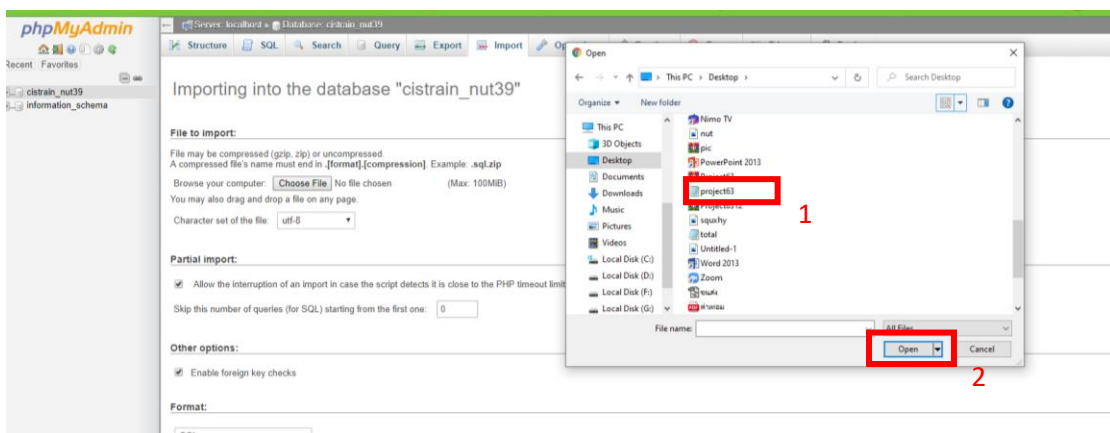 phpMyAdmin
Recent Favorites
cistrain_nut39
information_schema
Server: localhost » Database: cistrain_nut39
Structure SQL Search Query Export Import
Importing into the database "cistrain_nut39"
File to import:
File may be compressed (gzip, zip) or uncompressed.
A compressed file's name must end in .[format].[compression]. Example: .sql.zip
Browse your computer: Choose File No file chosen (Max: 100MiB)
You may also drag and drop a file on any page.
Character set of the file: utf-8
Partial import:
Allow the interruption of an import in case the script detects it is close to the PHP timeout limit
Skip this number of queries (for SQL) starting from the first one: 0
Other options:
Enable foreign key checks
Format:
Open
This PC › Desktop ›
Search Desktop
Organize New folder
This PC
3D Objects
Desktop
Documents
Downloads
Music
Pictures
Videos
Local Disk (C:)
Local Disk (D:)
Local Disk (F:)
Local Disk (G:)
Nimo TV
nut
pic
PowerPoint 2013
project63
squxhy
total
Untitled-1
Word 2013
Zoom
1
File name:
All Files
Open Cancel
2